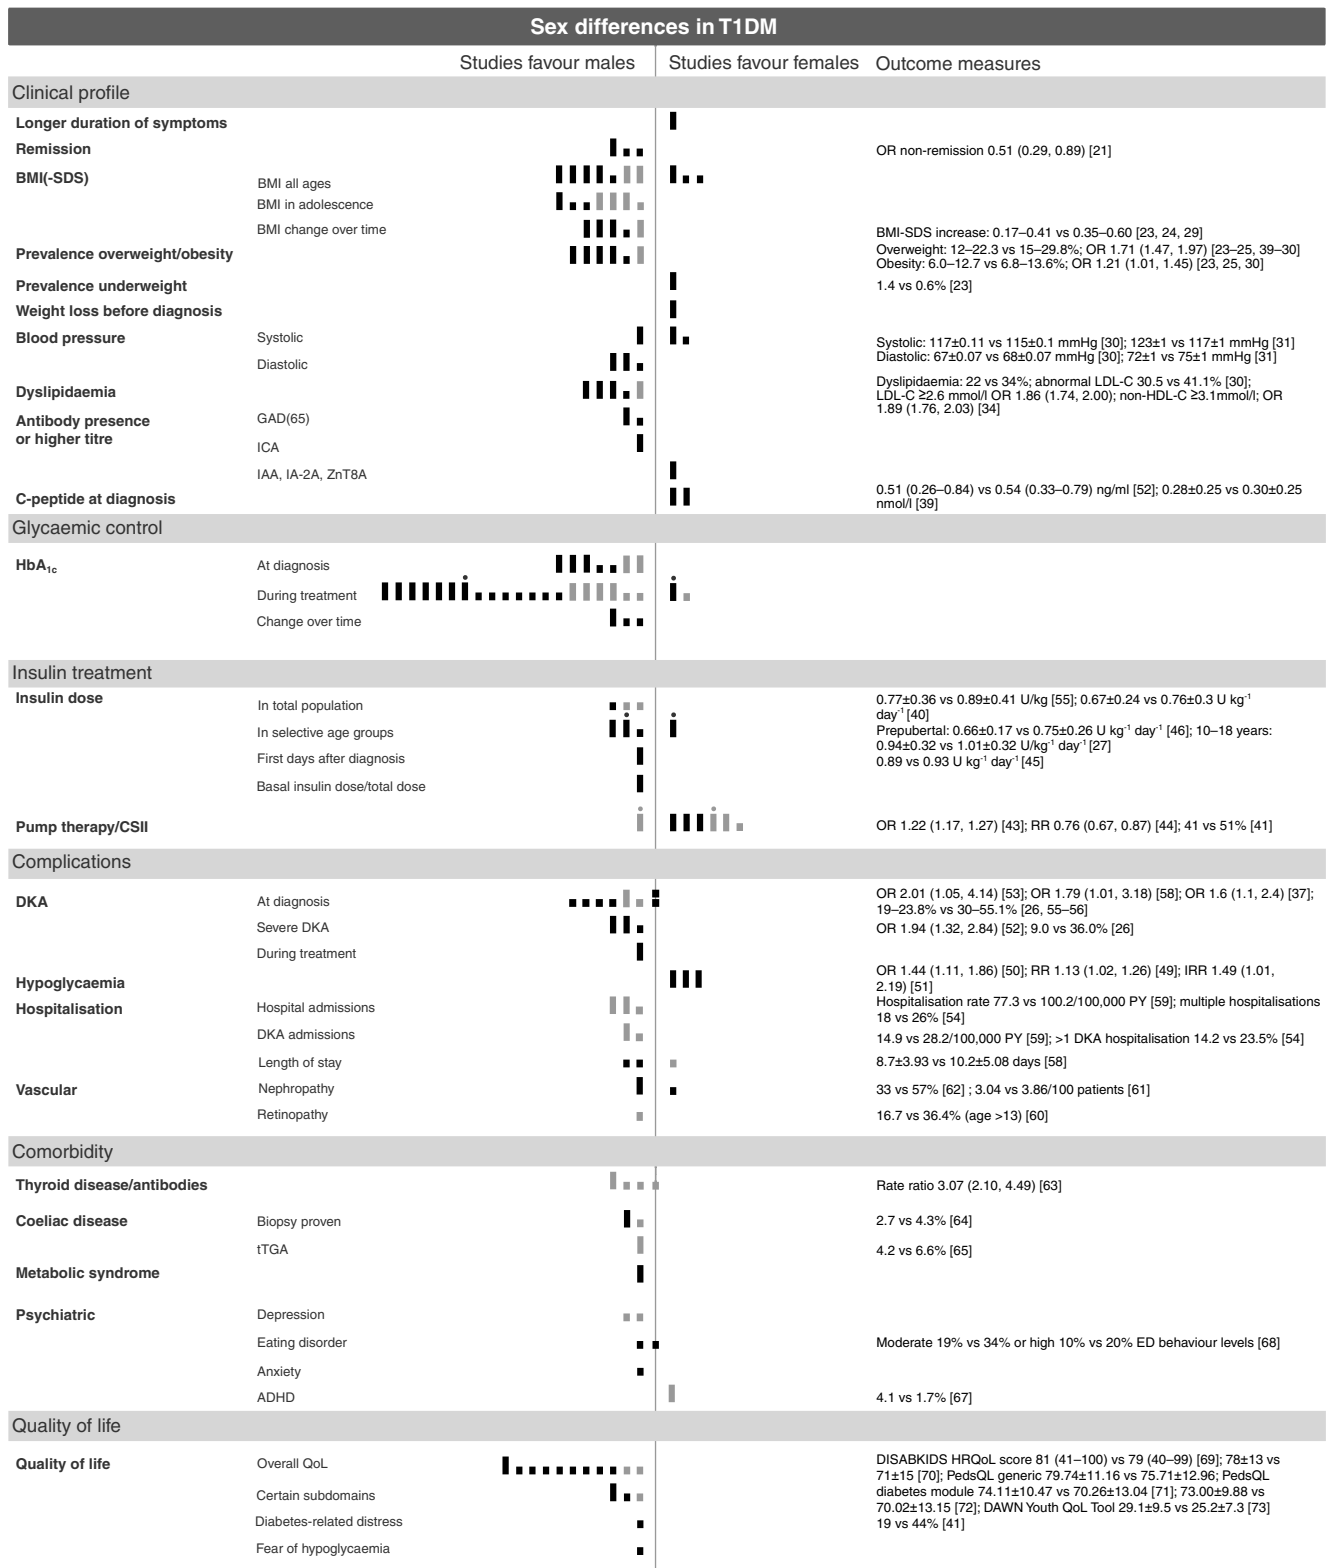 Sex differences in T1DM
Studies favour males
Studies favour females
Outcome measures
Clinical profile
Longer duration of symptoms
Remission
OR non-remission 0.51 (0.29, 0.89) [21]
BMI(-SDS)
BMI all ages
BMI in adolescence
BMI change over time
BMI-SDS increase: 0.17–0.41 vs 0.35–0.60 [23, 24, 29]
Prevalence overweight/obesity
Overweight: 12–22.3 vs 15–29.8%; OR 1.71 (1.47, 1.97) [23–25, 39–30]
Obesity: 6.0–12.7 vs 6.8–13.6%; OR 1.21 (1.01, 1.45) [23, 25, 30]
Prevalence underweight
1.4 vs 0.6% [23]
Weight loss before diagnosis
Blood pressure
Systolic
Systolic: 117±0.11 vs 115±0.1 mmHg [30]; 123±1 vs 117±1 mmHg [31]
Diastolic: 67±0.07 vs 68±0.07 mmHg [30]; 72±1 vs 75±1 mmHg [31]
Diastolic
Dyslipidaemia
Dyslipidaemia: 22 vs 34%; abnormal LDL-C 30.5 vs 41.1% [30];
LDL-C ≥2.6 mmol/l OR 1.86 (1.74, 2.00); non-HDL-C ≥3.1mmol/l; OR
1.89 (1.76, 2.03) [34]
Antibody presence
or higher titre
GAD(65)
ICA
IAA, IA-2A, ZnT8A
C-peptide at diagnosis
0.51 (0.26–0.84) vs 0.54 (0.33–0.79) ng/ml [52]; 0.28±0.25 vs 0.30±0.25
nmol/l [39]
Glycaemic control
HbA1c
At diagnosis
During treatment
Change over time
Insulin treatment
Insulin dose
In total population
0.77±0.36 vs 0.89±0.41 U/kg [55]; 0.67±0.24 vs 0.76±0.3 U kg-1
day-1 [40]
In selective age groups
Prepubertal: 0.66±0.17 vs 0.75±0.26 U kg-1 day-1 [46]; 10–18 years:
0.94±0.32 vs 1.01±0.32 U/kg-1 day-1 [27]
First days after diagnosis
0.89 vs 0.93 U kg-1 day-1 [45]
Basal insulin dose/total dose
Pump therapy/CSII
OR 1.22 (1.17, 1.27) [43]; RR 0.76 (0.67, 0.87) [44]; 41 vs 51% [41]
Complications
DKA
At diagnosis
OR 2.01 (1.05, 4.14) [53]; OR 1.79 (1.01, 3.18) [58]; OR 1.6 (1.1, 2.4) [37];
19–23.8% vs 30–55.1% [26, 55–56]
Severe DKA
OR 1.94 (1.32, 2.84) [52]; 9.0 vs 36.0% [26]
During treatment
Hypoglycaemia
OR 1.44 (1.11, 1.86) [50]; RR 1.13 (1.02, 1.26) [49]; IRR 1.49 (1.01,
2.19) [51]
Hospitalisation
Hospital admissions
Hospitalisation rate 77.3 vs 100.2/100,000 PY [59]; multiple hospitalisations
18 vs 26% [54]
DKA admissions
14.9 vs 28.2/100,000 PY [59]; >1 DKA hospitalisation 14.2 vs 23.5% [54]
Length of stay
8.7±3.93 vs 10.2±5.08 days [58]
Vascular
Nephropathy
33 vs 57% [62] ; 3.04 vs 3.86/100 patients [61]
Retinopathy
16.7 vs 36.4% (age >13) [60]
Comorbidity
Thyroid disease/antibodies
Rate ratio 3.07 (2.10, 4.49) [63]
Coeliac disease
Biopsy proven
2.7 vs 4.3% [64]
tTGA
4.2 vs 6.6% [65]
Metabolic syndrome
Psychiatric
Depression
Eating disorder
Moderate 19% vs 34% or high 10% vs 20% ED behaviour levels [68]
Anxiety
ADHD
4.1 vs 1.7% [67]
Quality of life
Quality of life
Overall QoL
DISABKIDS HRQoL score 81 (41–100) vs 79 (40–99) [69]; 78±13 vs
71±15 [70]; PedsQL generic 79.74±11.16 vs 75.71±12.96; PedsQL
diabetes module 74.11±10.47 vs 70.26±13.04 [71]; 73.00±9.88 vs
70.02±13.15 [72]; DAWN Youth QoL Tool 29.1±9.5 vs 25.2±7.3 [73]
Certain subdomains
Diabetes-related distress
19 vs 44% [41]
Fear of hypoglycaemia